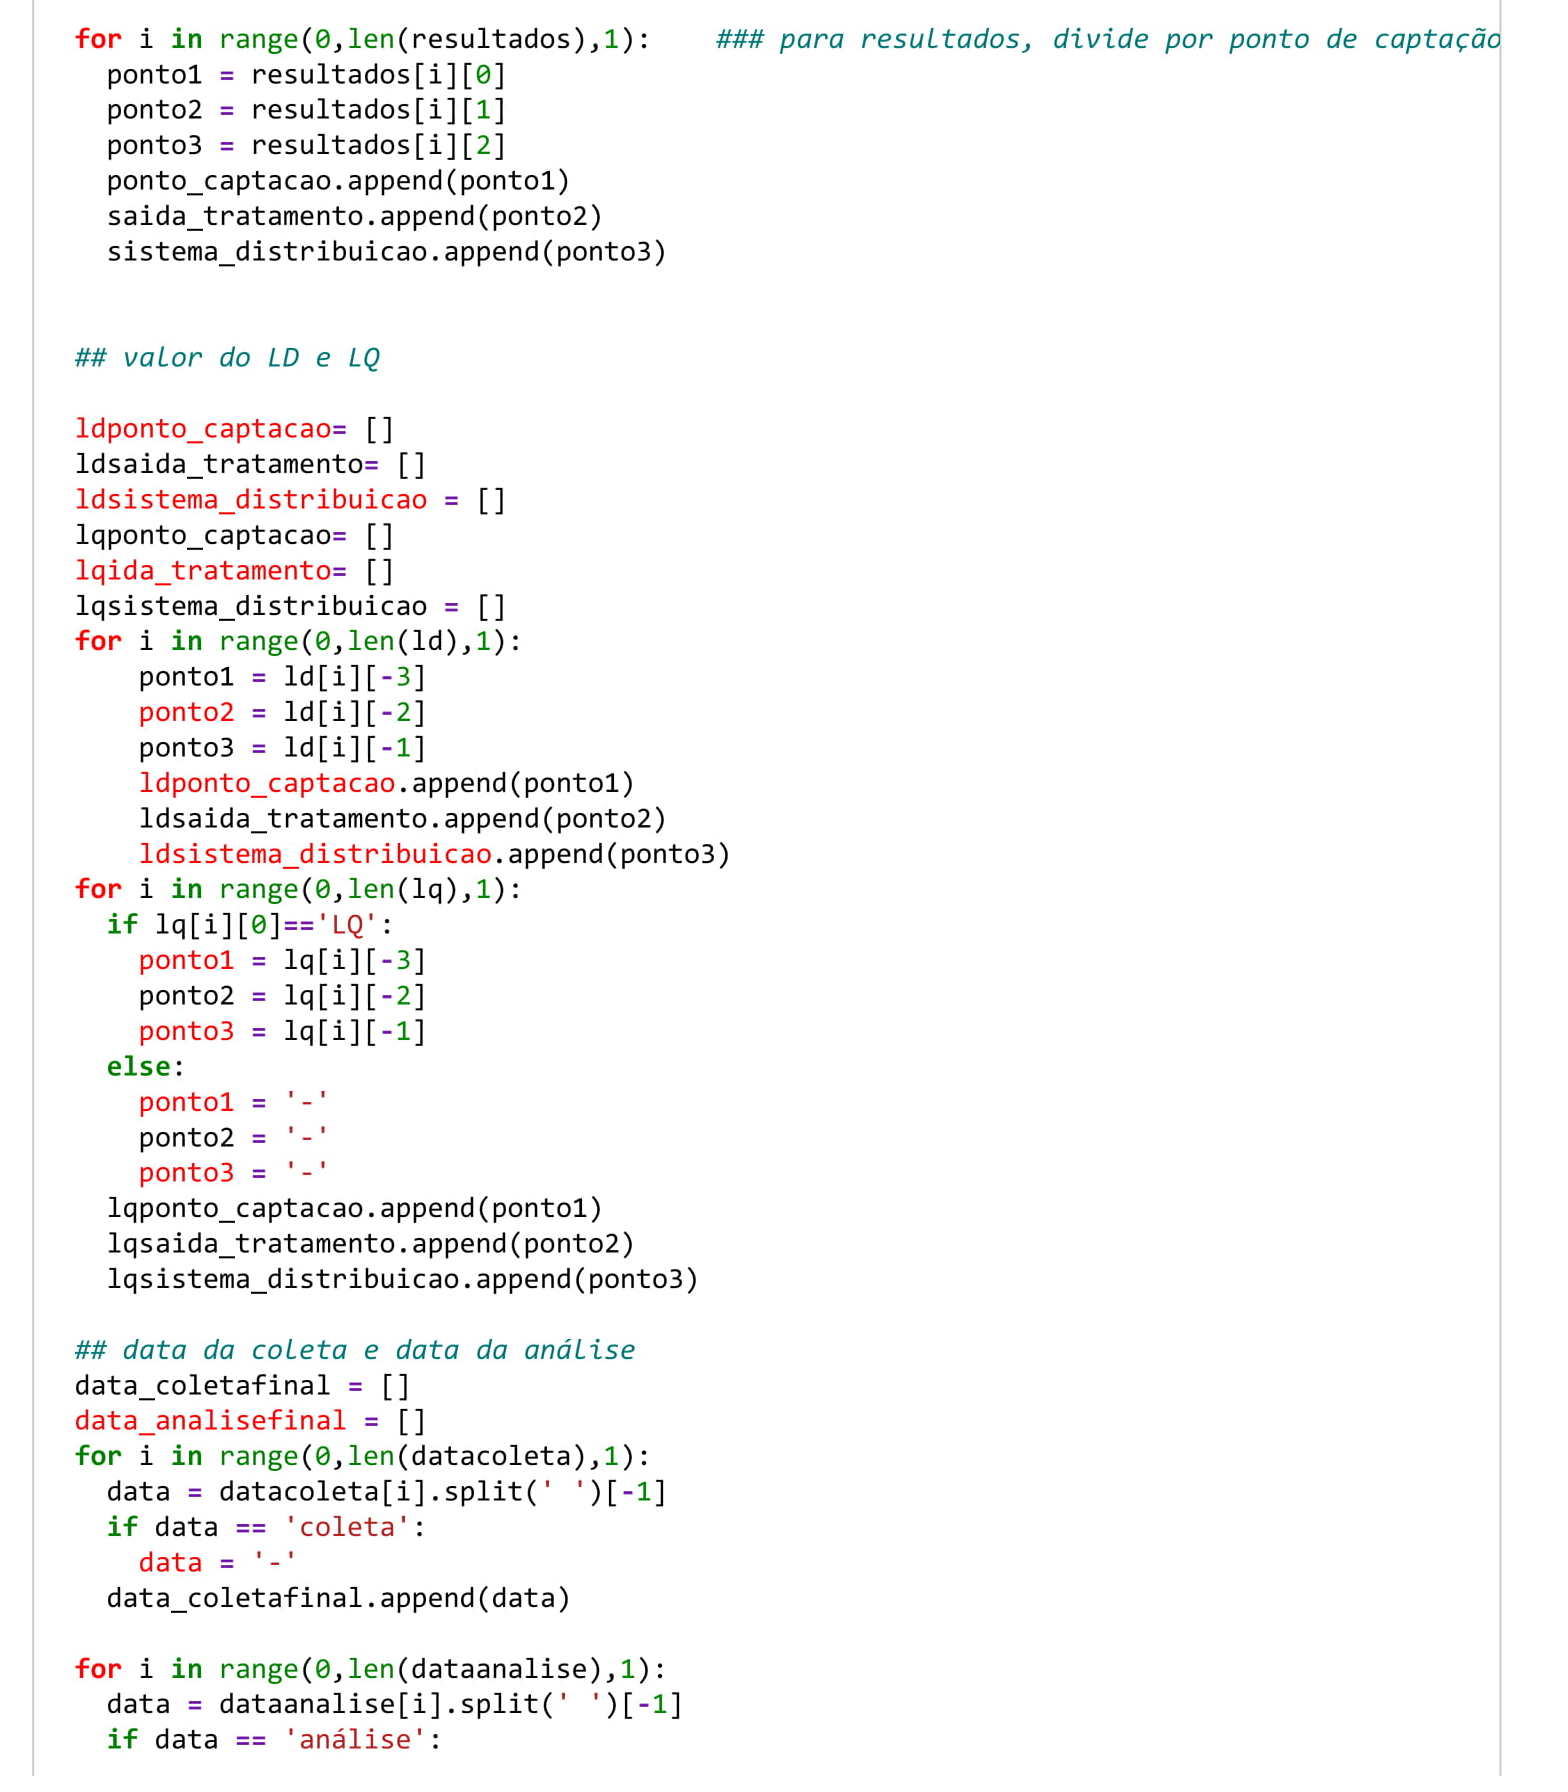 for i in range(0,len(resultados),1):    ### para resultados, divide por ponto de captação
  ponto1 = resultados[i][0]
  ponto2 = resultados[i][1]
  ponto3 = resultados[i][2]
  ponto_captacao.append(ponto1)
  saida_tratamento.append(ponto2)
  sistema_distribuicao.append(ponto3)
## valor do LD e LQ
ldponto_captacao= []
ldsaida_tratamento= []
ldsistema_distribuicao = []
lqponto_captacao= []
lqida_tratamento= []
lqsistema_distribuicao = []
for i in range(0,len(ld),1):
    ponto1 = ld[i][-3]
    ponto2 = ld[i][-2]
    ponto3 = ld[i][-1]
    ldponto_captacao.append(ponto1)
    ldsaida_tratamento.append(ponto2)
    ldsistema_distribuicao.append(ponto3)
for i in range(0,len(lq),1):
  if lq[i][0]=='LQ':
    ponto1 = lq[i][-3]
    ponto2 = lq[i][-2]
    ponto3 = lq[i][-1]
  else:
    ponto1 = '-'
    ponto2 = '-'
    ponto3 = '-'
  lqponto_captacao.append(ponto1)
  lqsaida_tratamento.append(ponto2)
  lqsistema_distribuicao.append(ponto3)
## data da coleta e data da análise
data_coletafinal = []
data_analisefinal = []
for i in range(0,len(datacoleta),1):
  data = datacoleta[i].split(' ')[-1]
  if data == 'coleta':
    data = '-'
  data_coletafinal.append(data)
for i in range(0,len(dataanalise),1):
  data = dataanalise[i].split(' ')[-1]
  if data == 'análise':